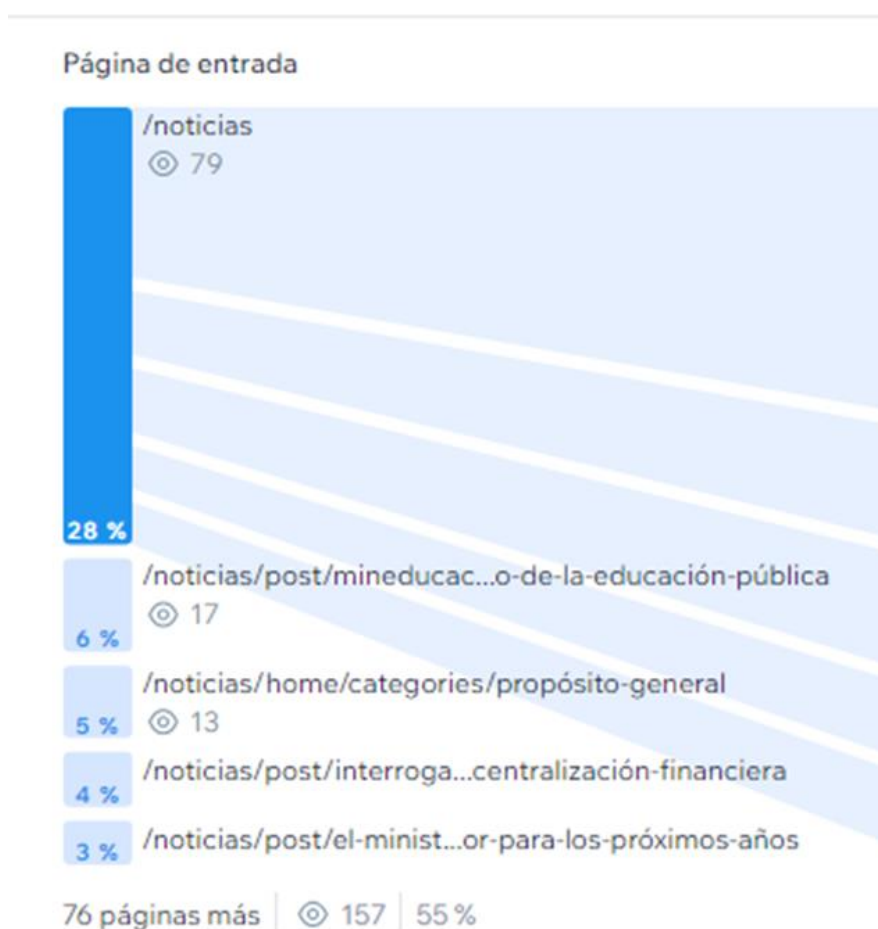 Página de entrada
/noticias
79
28 %
/noticias/post/mineducac...o-de-la-educación-pública
17
6 %
/noticias/home/categories/propósito-general
13
5 %
/noticias/post/interroga...centralización-financiera
4 %
/noticias/post/el-minist...or-para-los-próximos-años
3 %
76 páginas más 157 55 %